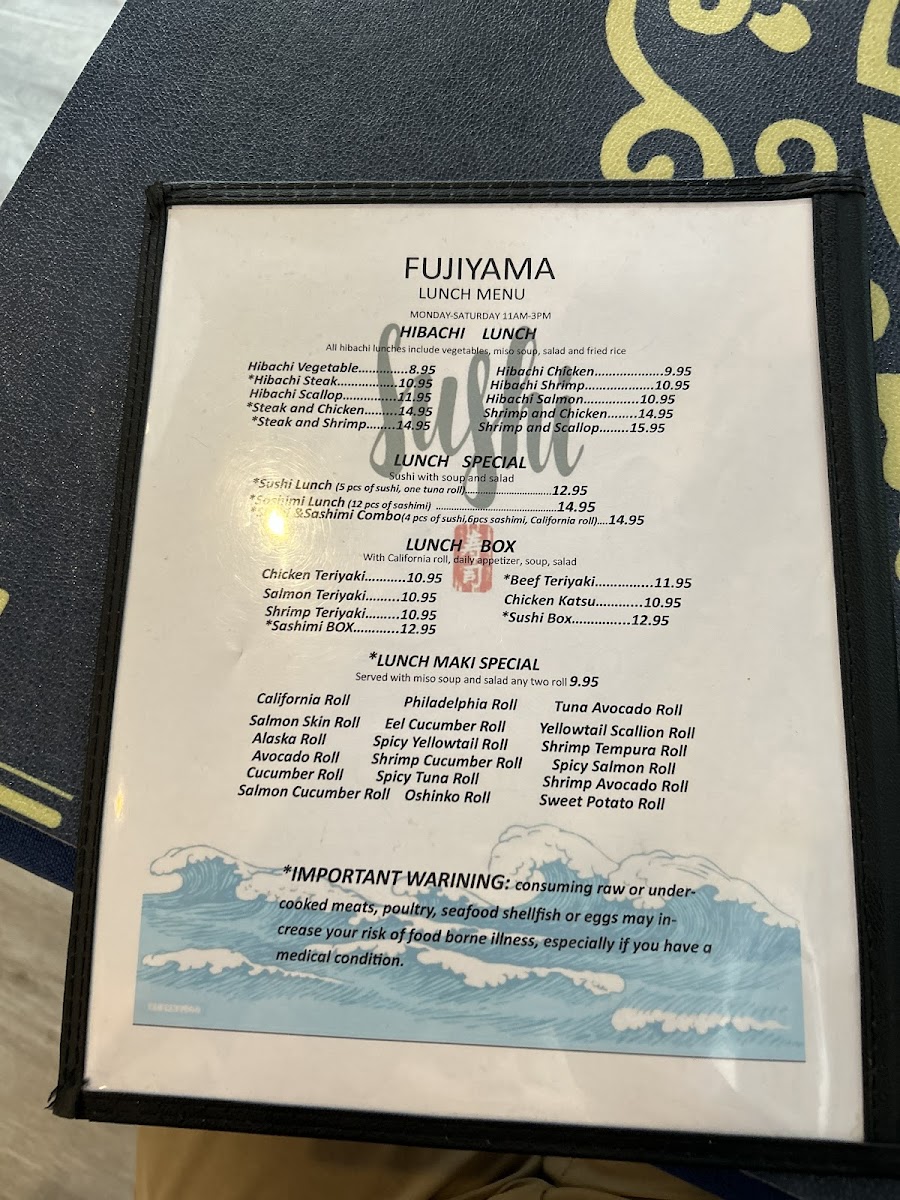 FUJIYAMA
LUNCH MENU
MONDAY-SATURDAY 11AM-3PM
HIBACHI LUNCH
All hibachi lunches include vegetables, miso soup, salad and fried rice
Hibachi Vegetable..............8.95
Hibachi Chicken...................9.95
*Hibachi Steak................10.95
Hibachi Shrimp...................10.95
Hibachi Scallop...............11.95
Hibachi Salmon...............10.95
*Steak and Chicken.........14.95
Shrimp and Chicken........14.95
*Steak and Shrimp........14.95
Shrimp and Scallop........15.95
Sushi
LUNCH SPECIAL
Sushi with soup and salad
*Sushi Lunch (5 pcs of sushi, one tuna roll)..............................12.95
*Sashimi Lunch (12 pcs of sashimi) ..........................................14.95
&Sashimi Combo(4 pcs of sushi,6pcs sashimi, California roll)....14.95
寿司
LUNCH BOX
With California roll, daily appetizer, soup, salad
Chicken Teriyaki...........10.95
*Beef Teriyaki...............11.95
Salmon Teriyaki..........10.95
Chicken Katsu............10.95
Shrimp Teriyaki..........10.95
*Sushi Box...............12.95
*Sashimi BOX............12.95
*LUNCH MAKI SPECIAL
Served with miso soup and salad any two roll 9.95
California Roll
Philadelphia Roll
Tuna Avocado Roll
Salmon Skin Roll
Eel Cucumber Roll
Yellowtail Scallion Roll
Alaska Roll
Spicy Yellowtail Roll
Shrimp Tempura Roll
Avocado Roll
Shrimp Cucumber Roll
Spicy Salmon Roll
Cucumber Roll
Spicy Tuna Roll
Shrimp Avocado Roll
Salmon Cucumber Roll
Oshinko Roll
Sweet Potato Roll
*IMPORTANT WARINING: consuming raw or under-
cooked meats, poultry, seafood shellfish or eggs may in-
crease your risk of food borne illness, especially if you have a
medical condition.